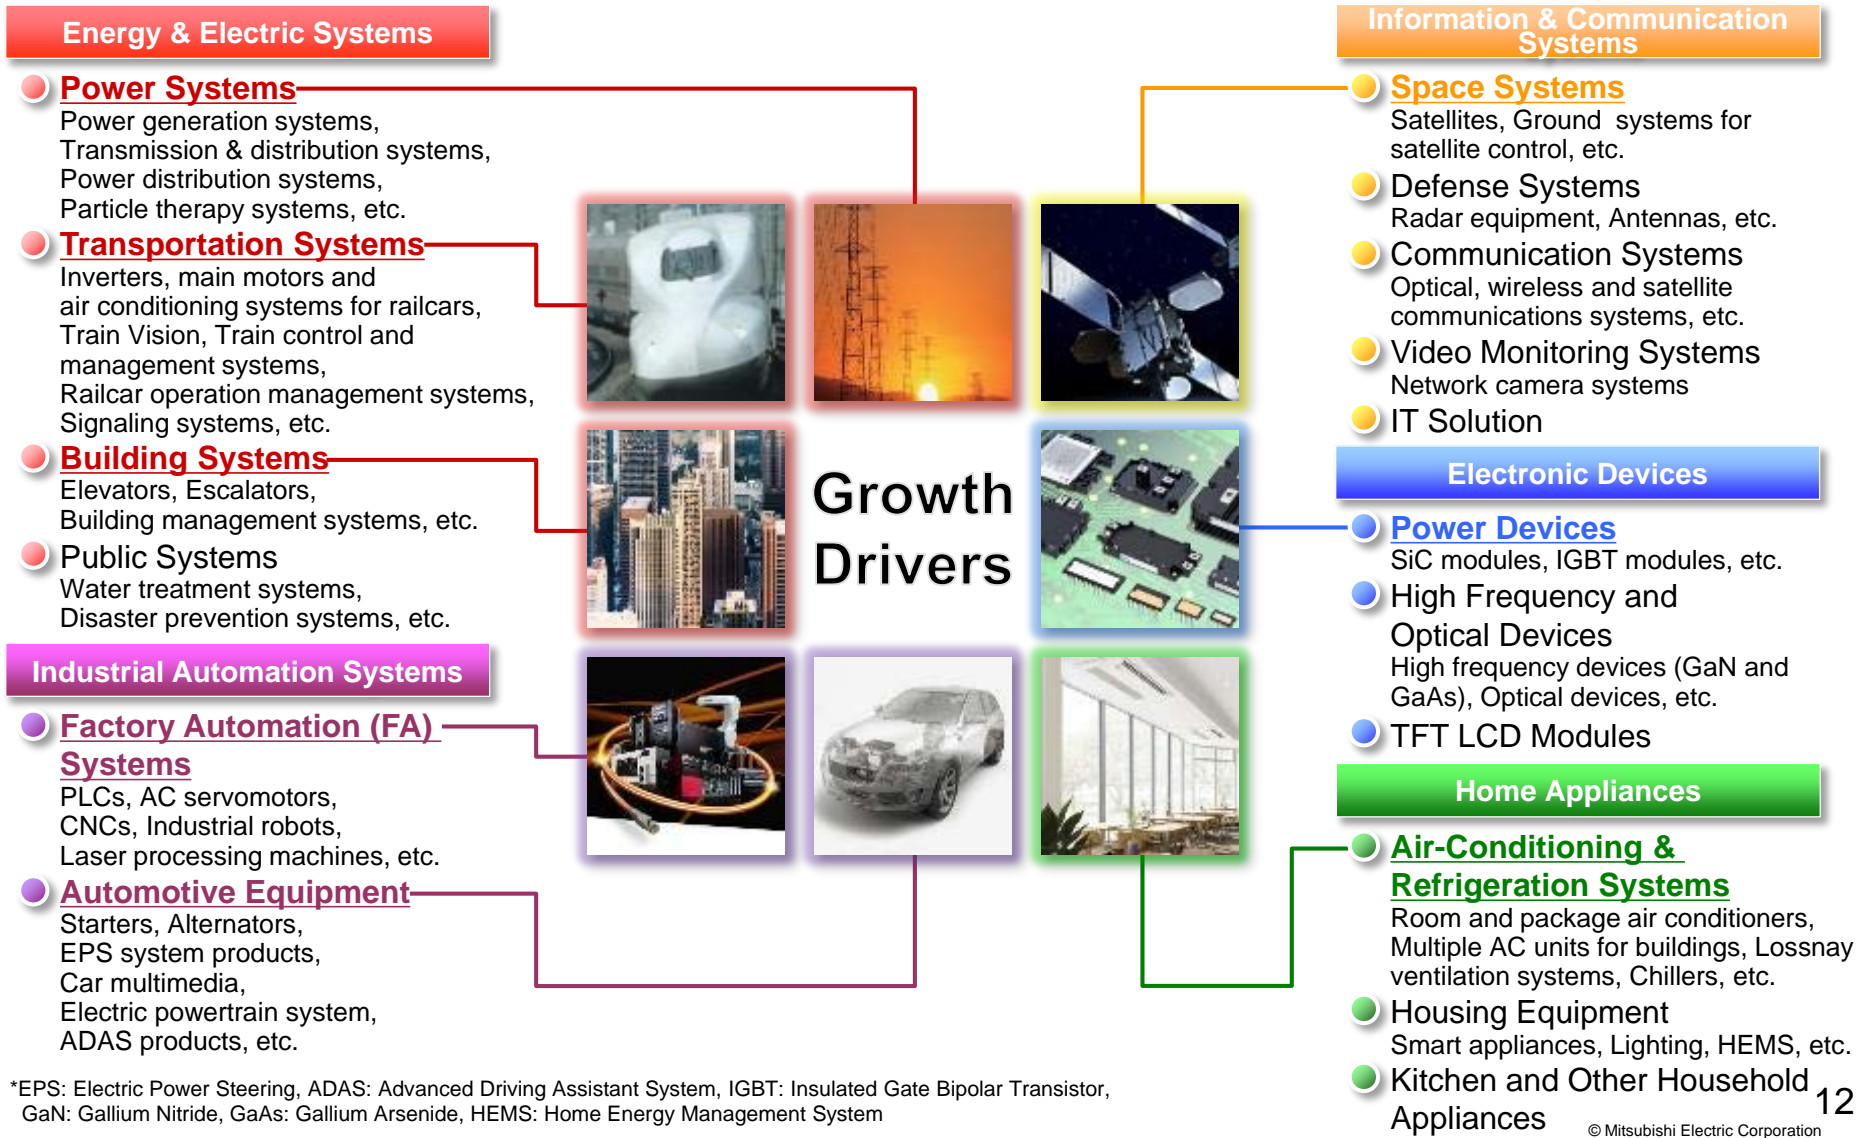 Energy & Electric Systems
Power Systems
Power generation systems,
Transmission & distribution systems,
Power distribution systems,
Particle therapy systems, etc.
Transportation Systems
Inverters, main motors and
air conditioning systems for railcars,
Train Vision, Train control and
management systems,
Railcar operation management systems,
Signaling systems, etc.
Building Systems
Elevators, Escalators,
Building management systems, etc.
Public Systems
Water treatment systems,
Disaster prevention systems, etc.
Industrial Automation Systems
Factory Automation (FA)
Systems
PLCs, AC servomotors,
CNCs, Industrial robots,
Laser processing machines, etc.
Automotive Equipment
Starters, Alternators,
EPS system products,
Car multimedia,
Electric powertrain system,
ADAS products, etc.
Growth
Drivers
Information & Communication
Systems
Space Systems
Satellites, Ground systems for
satellite control, etc.
Defense Systems
Radar equipment, Antennas, etc.
Communication Systems
Optical, wireless and satellite
communications systems, etc.
Video Monitoring Systems
Network camera systems
IT Solution
Electronic Devices
Power Devices
SiC modules, IGBT modules, etc.
High Frequency and
Optical Devices
High frequency devices (GaN and
GaAs), Optical devices, etc.
TFT LCD Modules
Home Appliances
Air-Conditioning &
Refrigeration Systems
Room and package air conditioners,
Multiple AC units for buildings, Lossnay
ventilation systems, Chillers, etc.
Housing Equipment
Smart appliances, Lighting, HEMS, etc.
Kitchen and Other Household
Appliances
*EPS: Electric Power Steering, ADAS: Advanced Driving Assistant System, IGBT: Insulated Gate Bipolar Transistor,
GaN: Gallium Nitride, GaAs: Gallium Arsenide, HEMS: Home Energy Management System
12
© Mitsubishi Electric Corporation